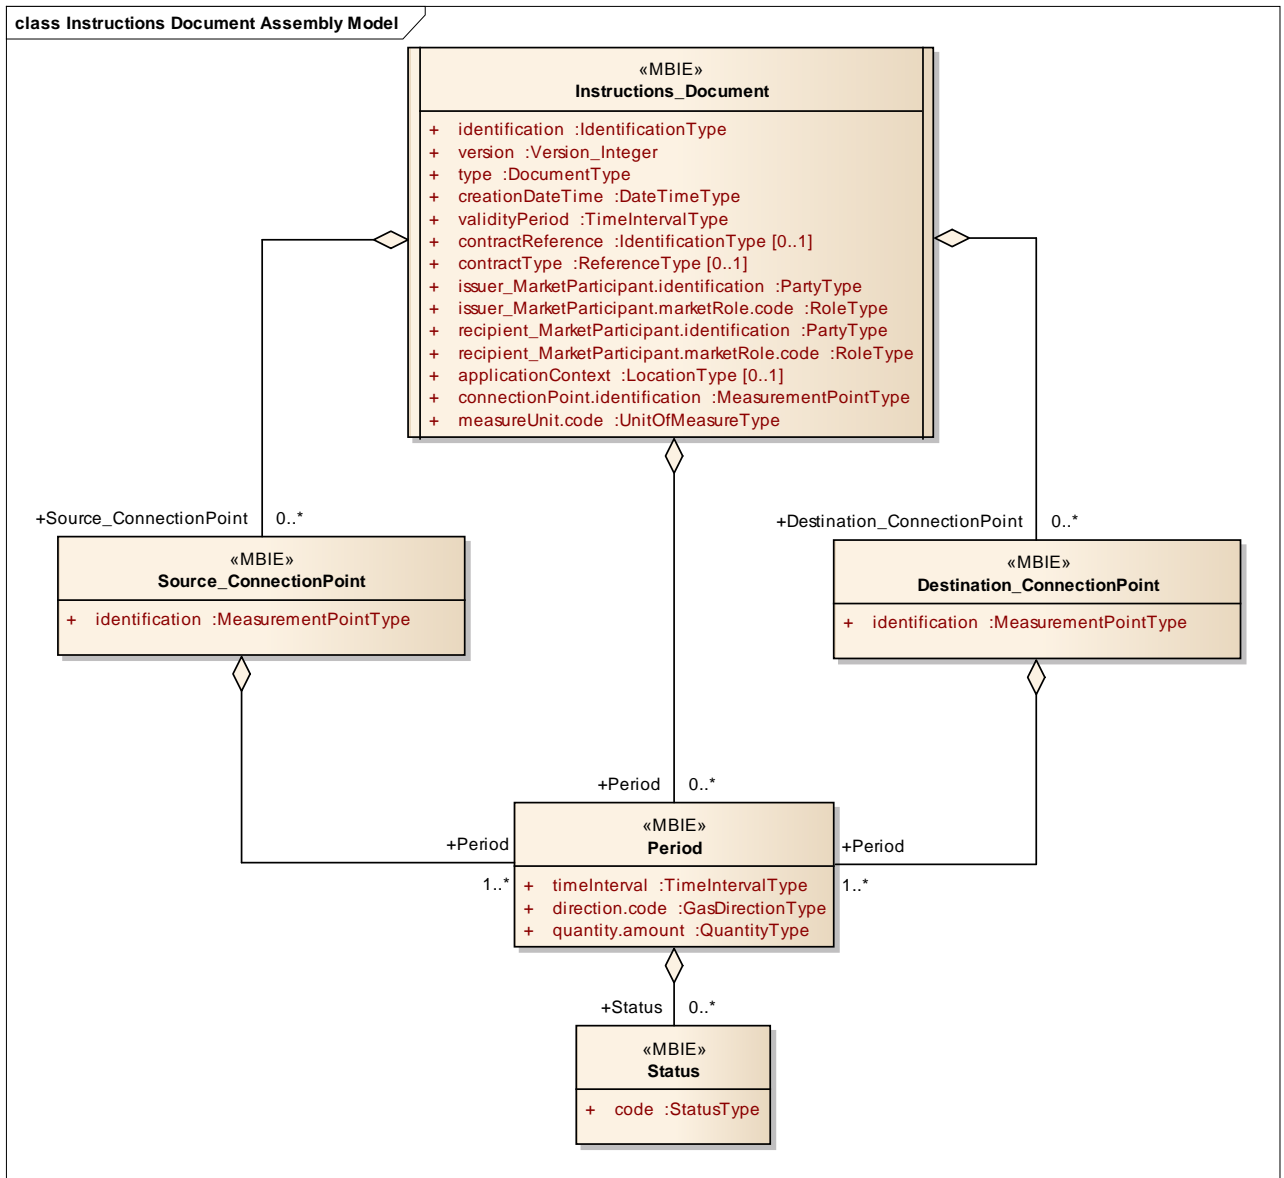 class Instructions Document Assembly Model
«MBIE»
Instructions_Document
+ identification :IdentificationType
+ version :Version_Integer
+ type :DocumentType
+ creationDateTime :DateTimeType
+ validityPeriod :TimeIntervalType
+ contractReference :IdentificationType [0..1]
+ contractType :ReferenceType [0..1]
+ issuer_MarketParticipant.identification :PartyType
+ issuer_MarketParticipant.marketRole.code :RoleType
+ recipient_MarketParticipant.identification :PartyType
+ recipient_MarketParticipant.marketRole.code :RoleType
+ applicationContext :LocationType [0..1]
+ connectionPoint.identification :MeasurementPointType
+ measureUnit.code :UnitOfMeasureType
+Source_ConnectionPoint 0..*
«MBIE»
Source_ConnectionPoint
+ identification :MeasurementPointType
+Destination_ConnectionPoint 0..*
«MBIE»
Destination_ConnectionPoint
+ identification :MeasurementPointType
+Period 0..*
+Period
1..*
+Period
1..*
«MBIE»
Period
+ timeInterval :TimeIntervalType
+ direction.code :GasDirectionType
+ quantity.amount :QuantityType
+Status 0..*
«MBIE»
Status
+ code :StatusType